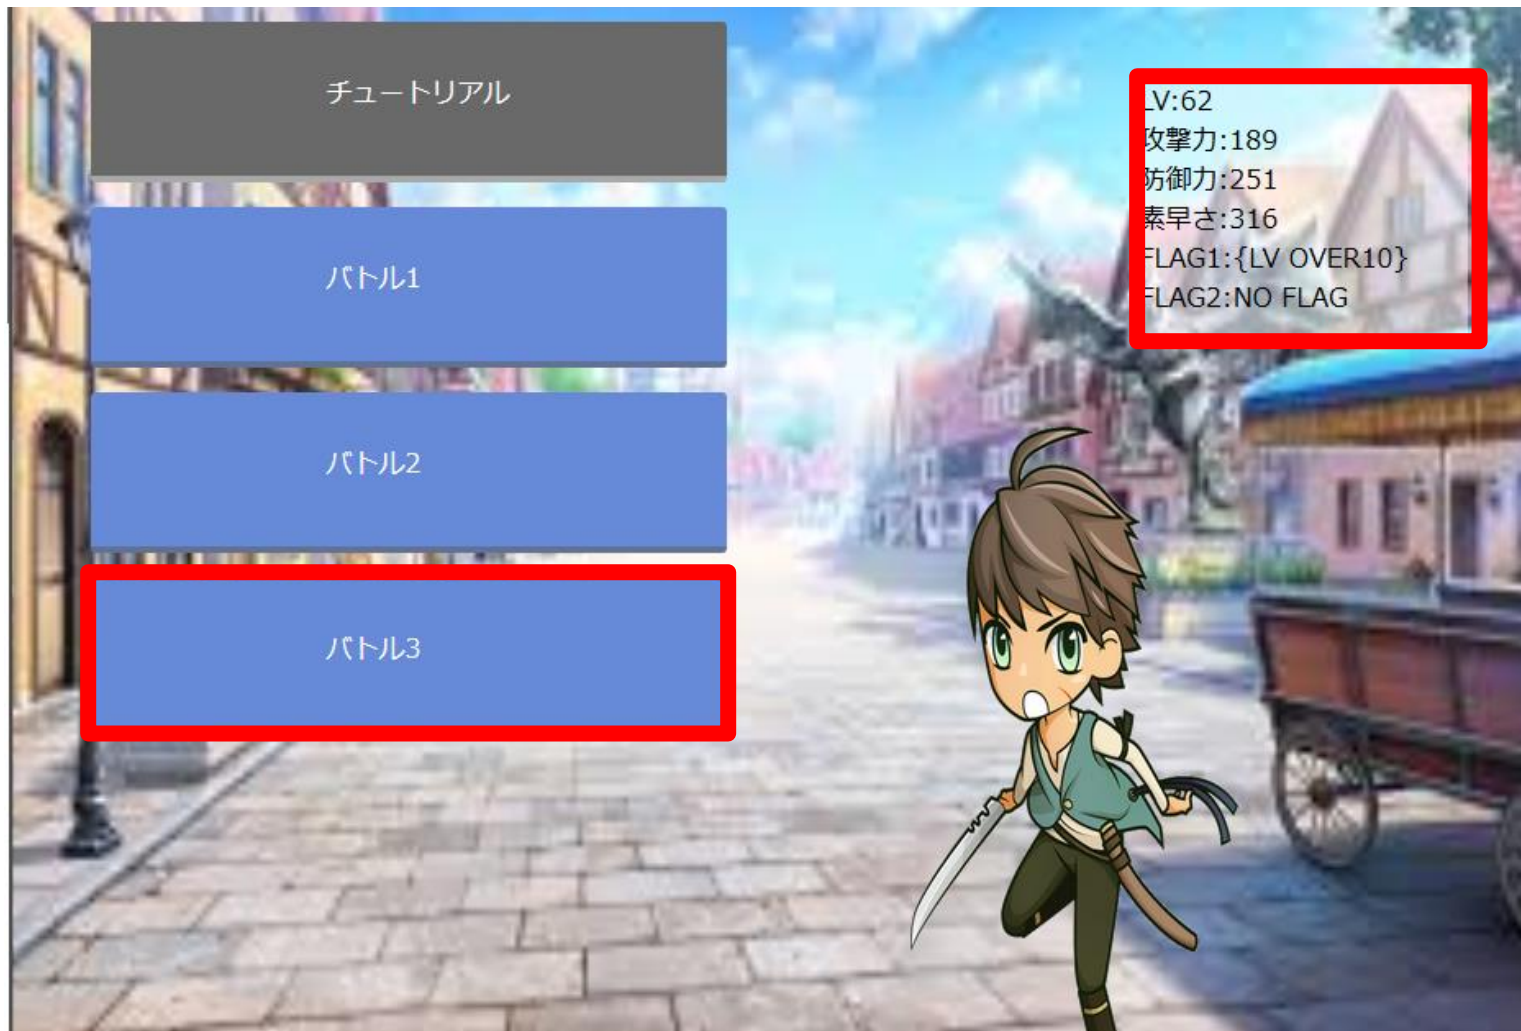 チュートリアル
バトル1
バトル2
バトル3
LV:62
攻撃力:189
防御力:251
素早さ:316
FLAG1:{LV OVER10}
FLAG2:NO FLAG